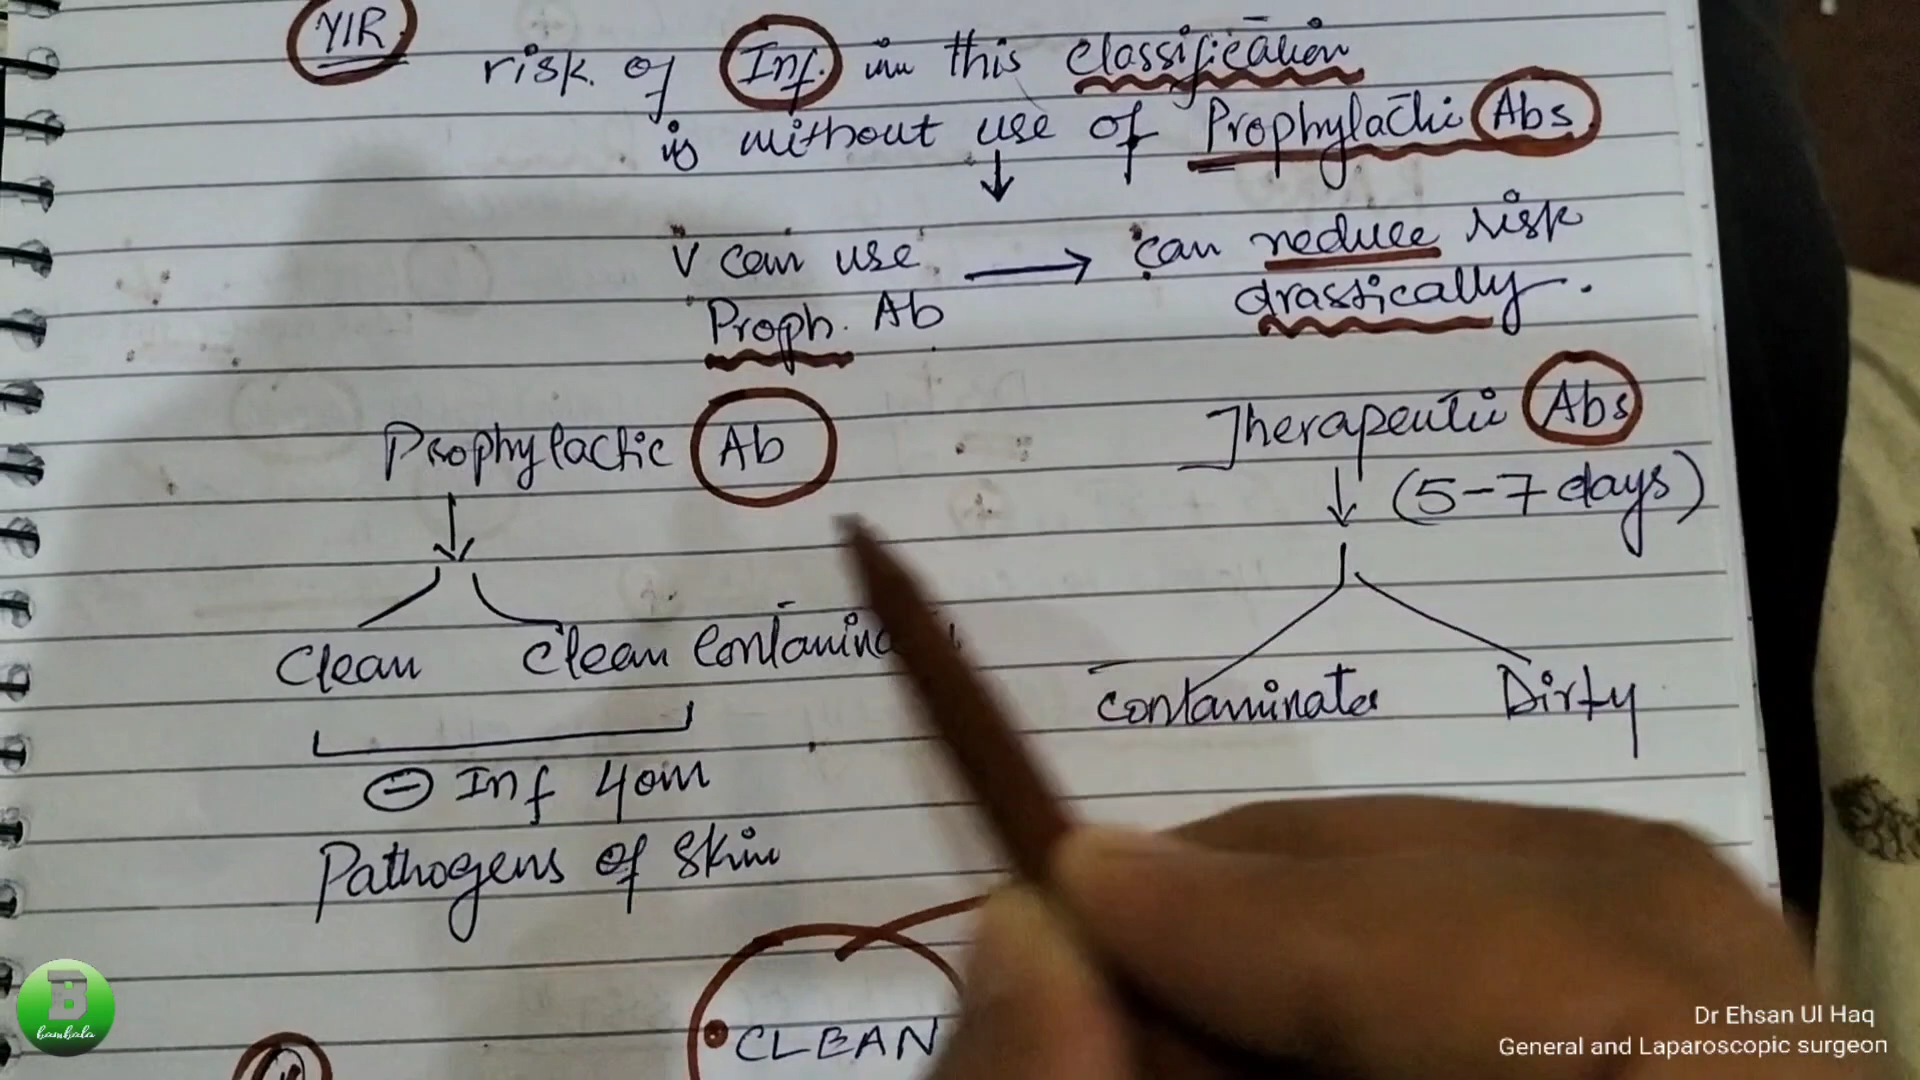 YIR
risk of Inf. in this classification
is without use of Prophylactic Abs.
V can use → can reduce risk
Proph. Ab drastically.
Prophylactic Ab
Therapeutic Abs
(5-7 days)
Clean Clean Contamina
Contaminated Dirty
⊖ Inf from
Pathogens of Skin
• CLEAN
B
bambala
Dr Ehsan Ul Haq
General and Laparoscopic surgeon